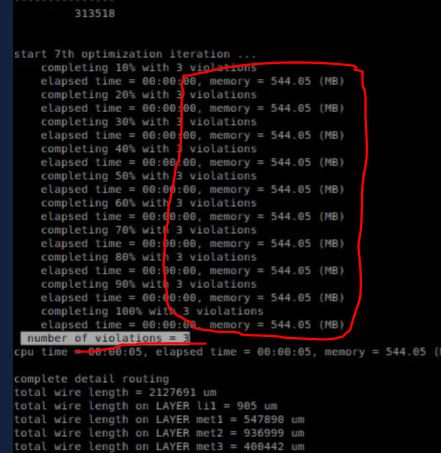 313518
start 7th optimization iteration ...
completing 10% with 3 violations
elapsed time = 00:00:00, memory = 544.05 (MB)
completing 20% with 3 violations
elapsed time = 00:00:00, memory = 544.05 (MB)
completing 30% with 3 violations
elapsed time = 00:00:00, memory = 544.05 (MB)
completing 40% with 3 violations
elapsed time = 00:00:00, memory = 544.05 (MB)
completing 50% with 3 violations
elapsed time = 00:00:00, memory = 544.05 (MB)
completing 60% with 3 violations
elapsed time = 00:00:00, memory = 544.05 (MB)
completing 70% with 3 violations
elapsed time = 00:00:00, memory = 544.05 (MB)
completing 80% with 3 violations
elapsed time = 00:00:00, memory = 544.05 (MB)
completing 90% with 3 violations
elapsed time = 00:00:00, memory = 544.05 (MB)
completing 100% with 3 violations
elapsed time = 00:00:00, memory = 544.05 (MB)
number of violations = 3
cpu time = 00:00:05, elapsed time = 00:00:05, memory = 544.05 (
complete detail routing
total wire length = 2127691 um
total wire length on LAYER li1 = 905 um
total wire length on LAYER met1 = 547890 um
total wire length on LAYER met2 = 936999 um
total wire length on LAYER met3 = 400442 um